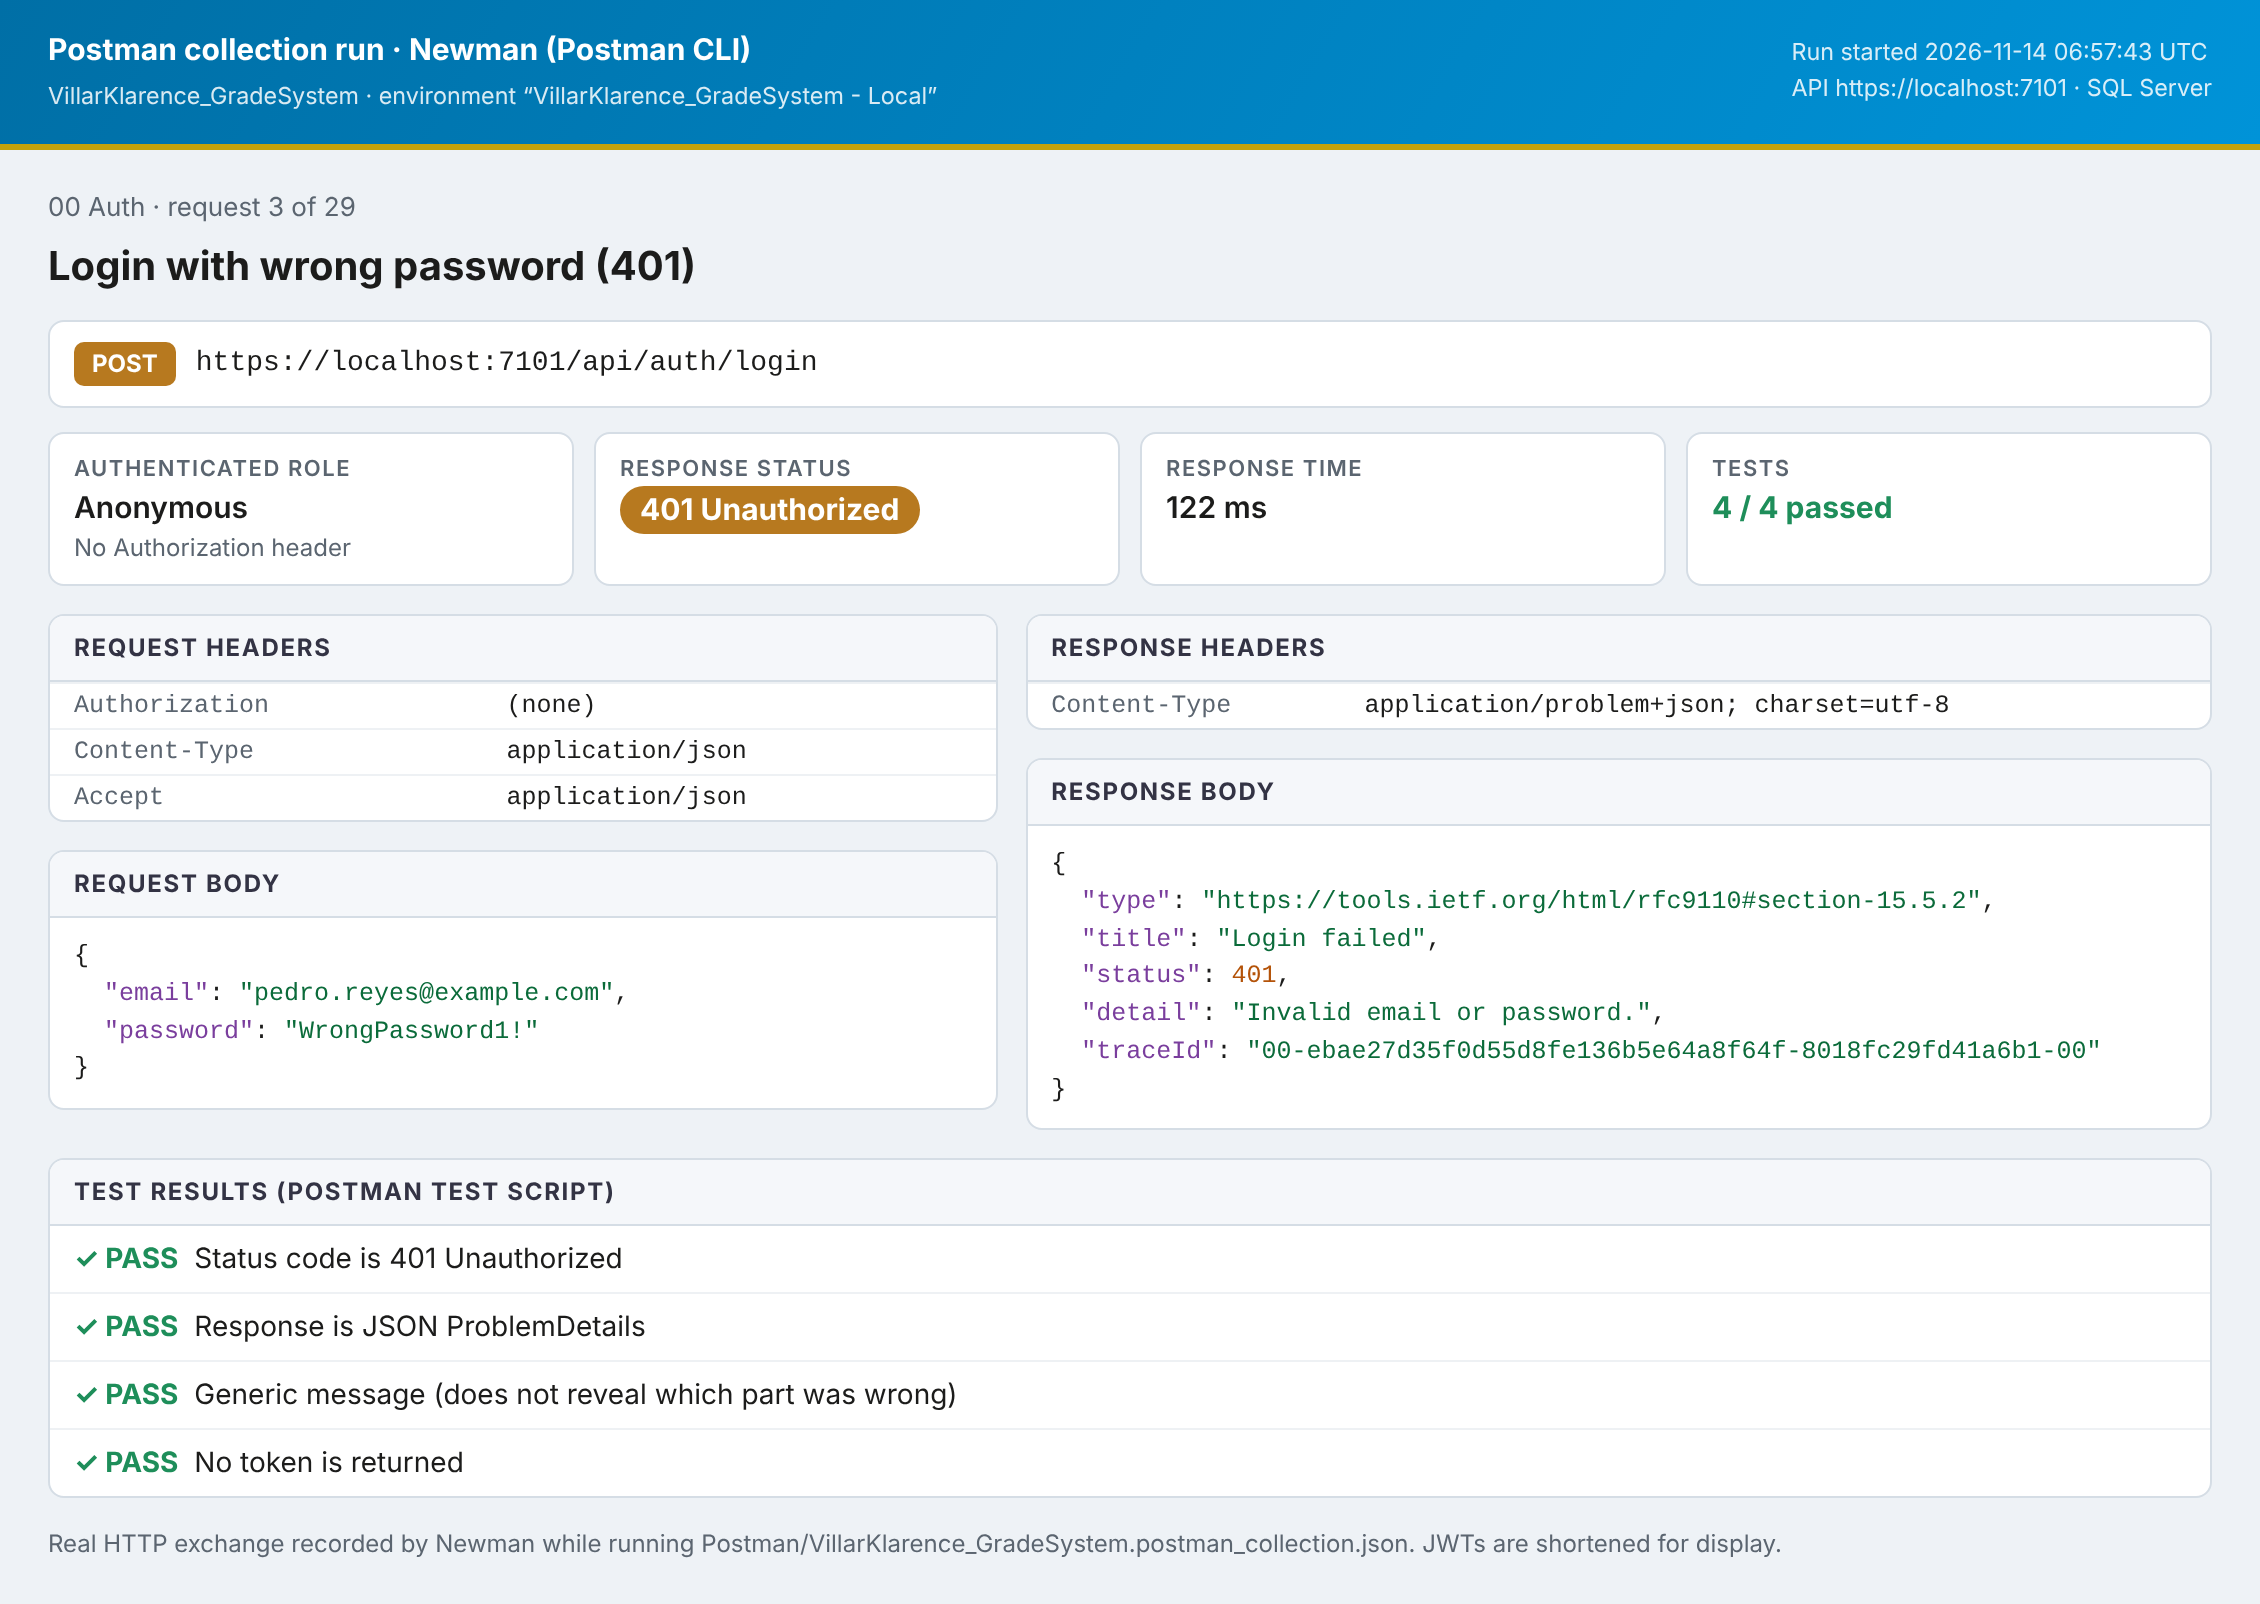 Postman collection run · Newman (Postman CLI)
VillarKlarence_GradeSystem · environment “VillarKlarence_GradeSystem - Local”
Run started 2026-11-14 06:57:43 UTC
API https://localhost:7101 · SQL Server
00 Auth · request 3 of 29
Login with wrong password (401)
POST https://localhost:7101/api/auth/login
AUTHENTICATED ROLE
Anonymous
No Authorization header
RESPONSE STATUS
401 Unauthorized
RESPONSE TIME
122 ms
TESTS
4 / 4 passed
REQUEST HEADERS
Authorization (none)
Content-Type application/json
Accept application/json
REQUEST BODY
{
  "email": "pedro.reyes@example.com",
  "password": "WrongPassword1!"
}
RESPONSE HEADERS
Content-Type application/problem+json; charset=utf-8
RESPONSE BODY
{
  "type": "https://tools.ietf.org/html/rfc9110#section-15.5.2",
  "title": "Login failed",
  "status": 401,
  "detail": "Invalid email or password.",
  "traceId": "00-ebae27d35f0d55d8fe136b5e64a8f64f-8018fc29fd41a6b1-00"
}
TEST RESULTS (POSTMAN TEST SCRIPT)
✓ PASS Status code is 401 Unauthorized
✓ PASS Response is JSON ProblemDetails
✓ PASS Generic message (does not reveal which part was wrong)
✓ PASS No token is returned
Real HTTP exchange recorded by Newman while running Postman/VillarKlarence_GradeSystem.postman_collection.json. JWTs are shortened for display.